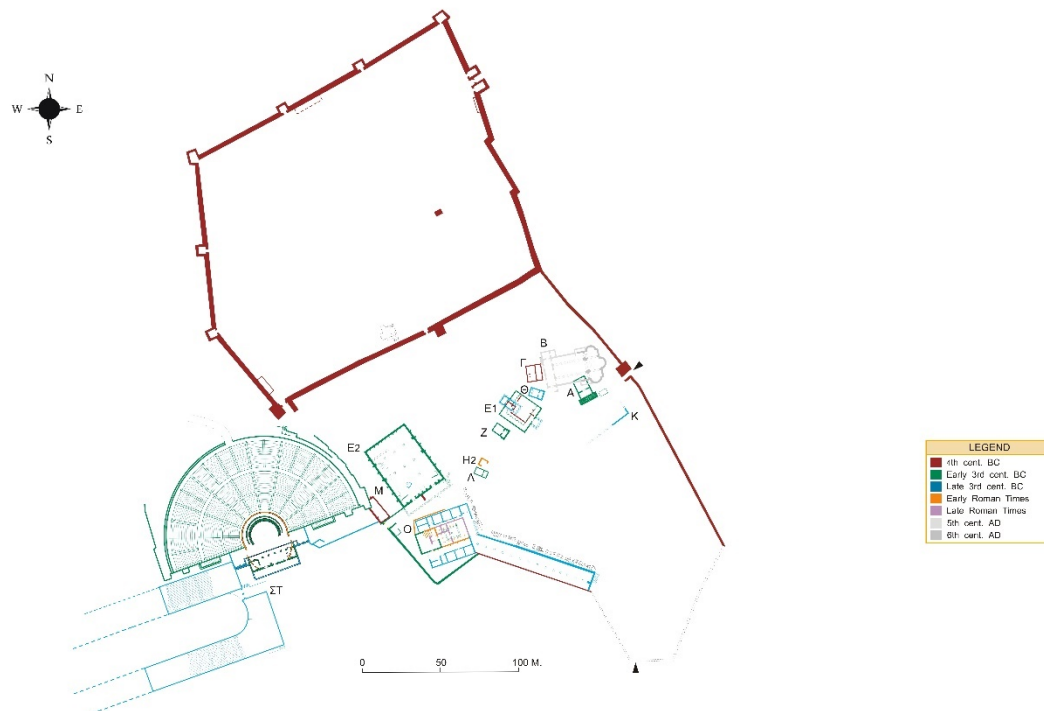 N
W E
S
B
Γ
Θ
A
E1
K
Z
E2
H2
Λ
M
O
ΣΤ
0 50 100 M.
LEGEND
4th cent. BC
Early 3rd cent. BC
Late 3rd cent. BC
Early Roman Times
Late Roman Times
5th cent. AD
6th cent. AD